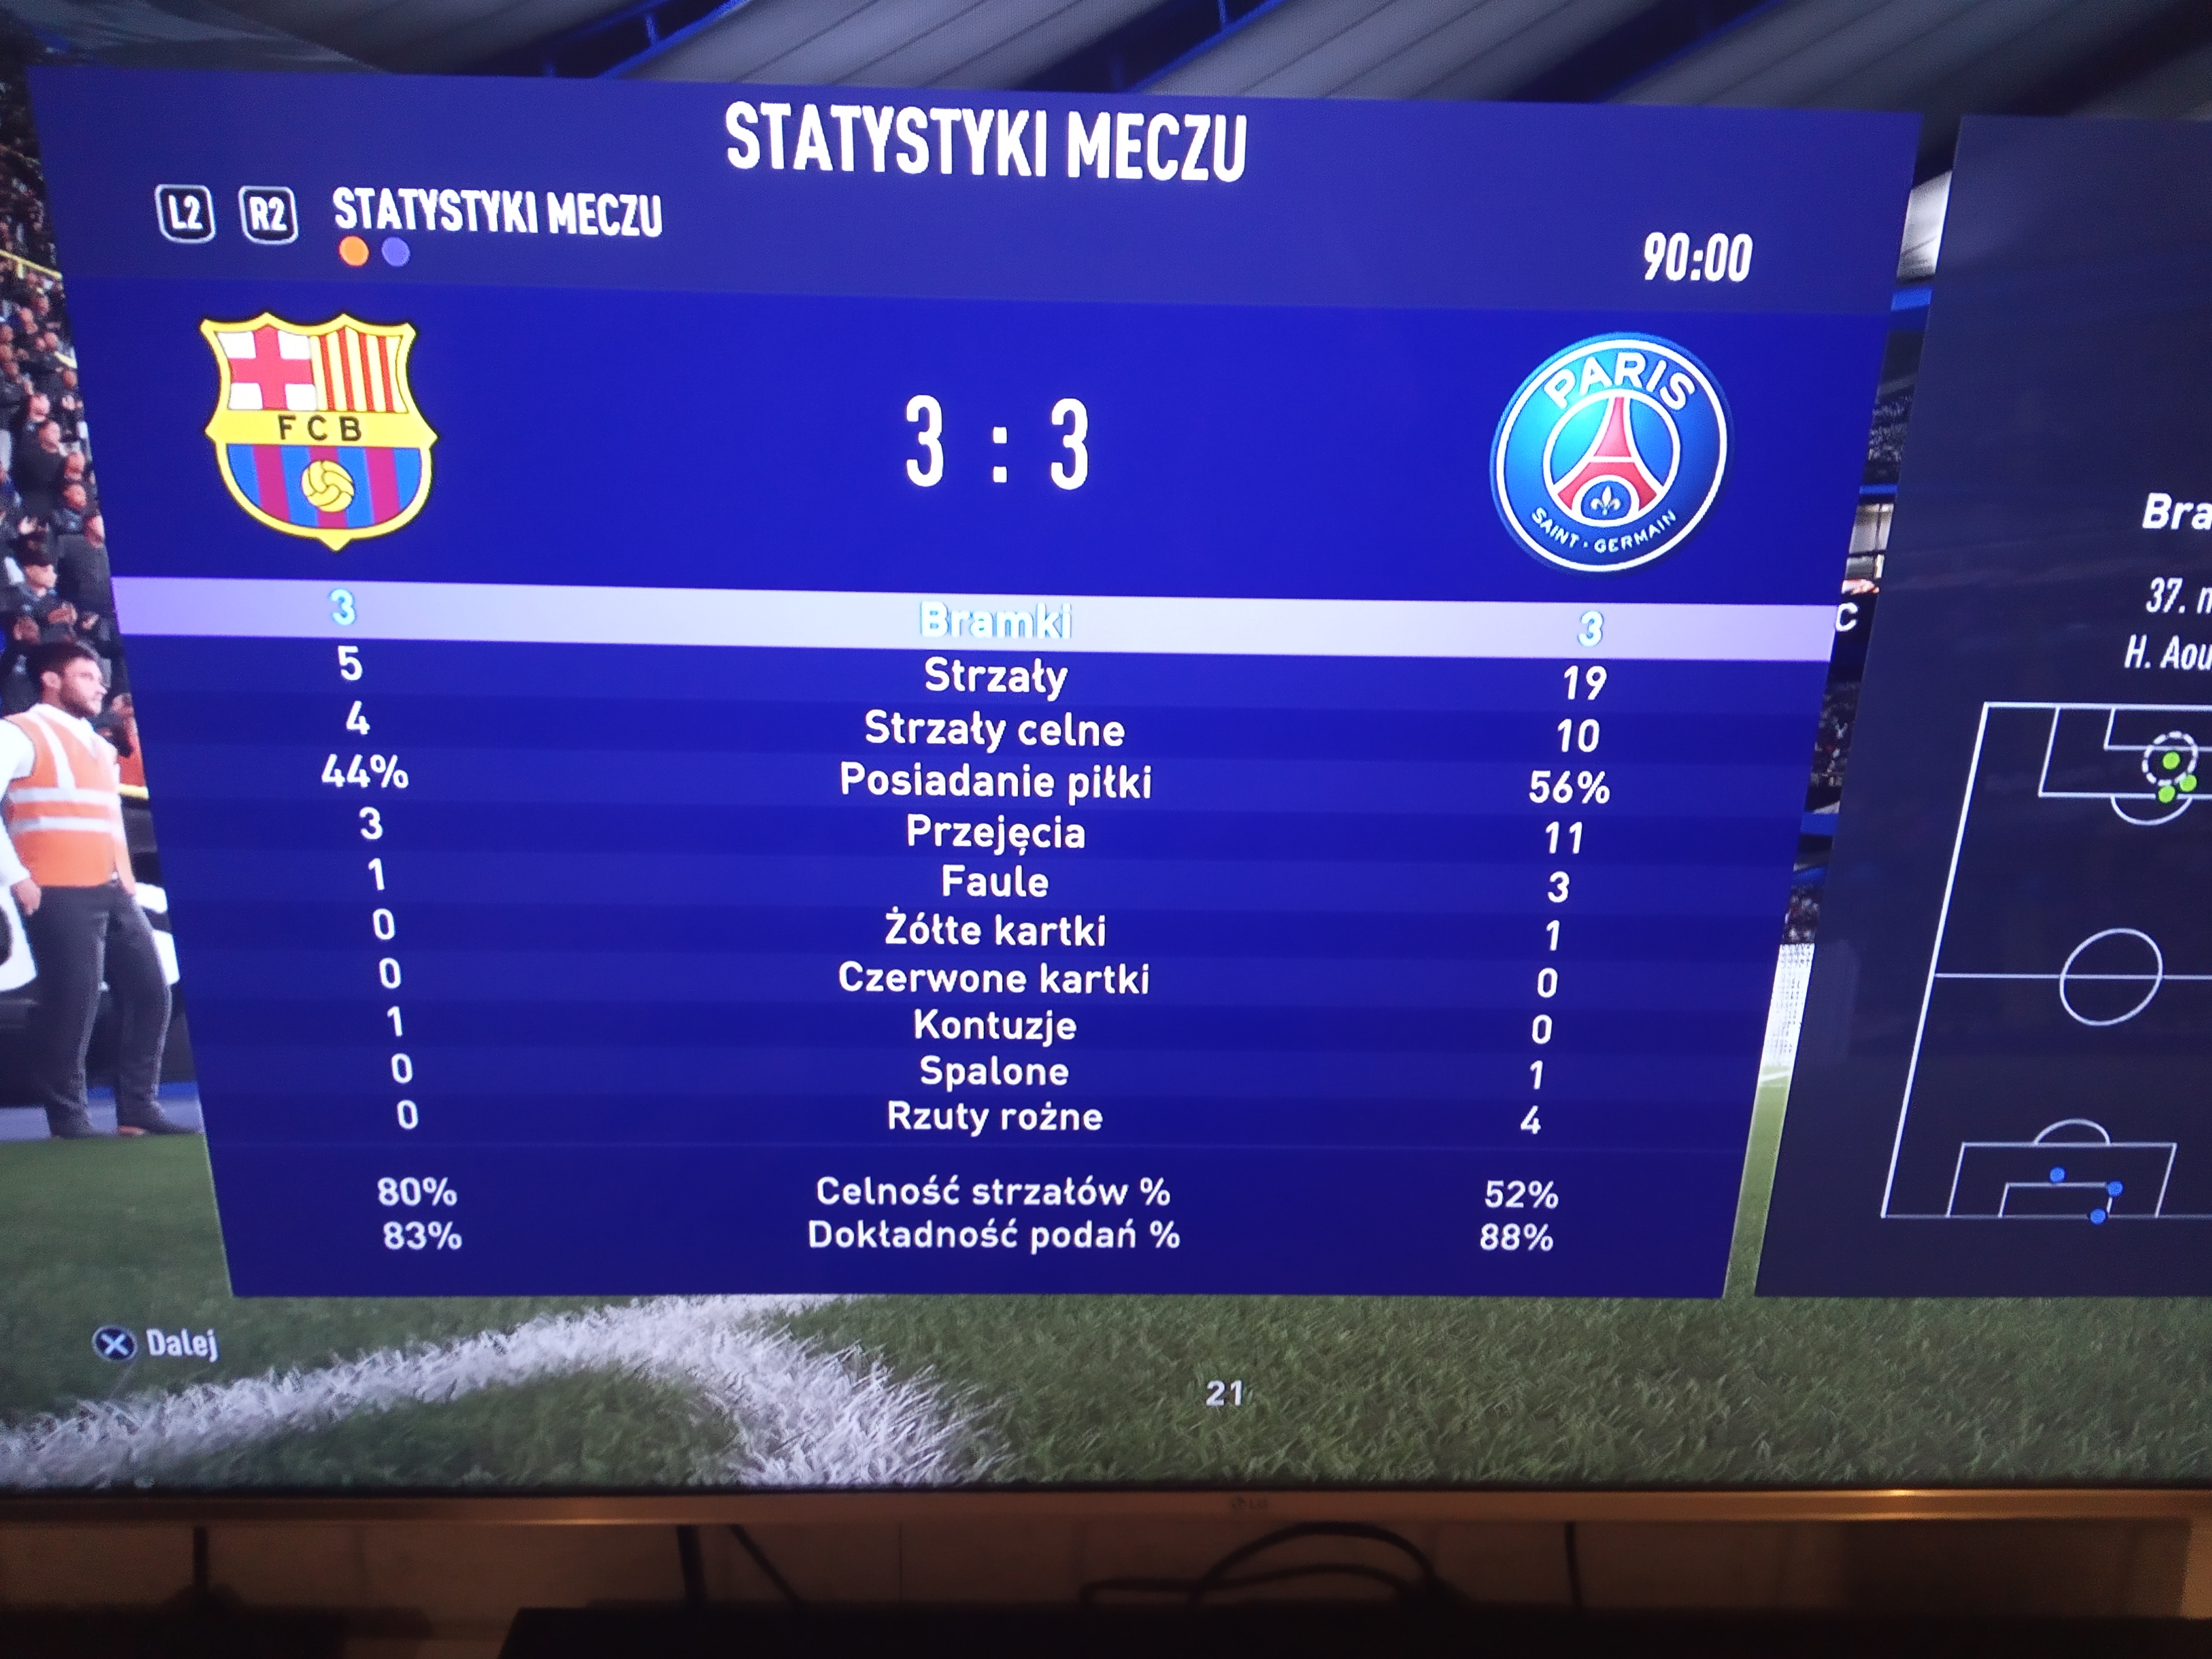 STATYSTYKI MECZU
L2 R2 STATYSTYKI MECZU
90:00
FCB
3 : 3
PARIS
SAINT-GERMAIN
3 Bramki 3
5 Strzały 19
4 Strzały celne 10
44% Posiadanie piłki 56%
3 Przejęcia 11
1 Faule 3
0 Żółte kartki 1
0 Czerwone kartki 0
1 Kontuzje 0
0 Spalone 1
0 Rzuty rożne 4
80% Celność strzałów % 52%
83% Dokładność podań % 88%
Bra
37. m
H. Aou
C
Dalej
21
LG